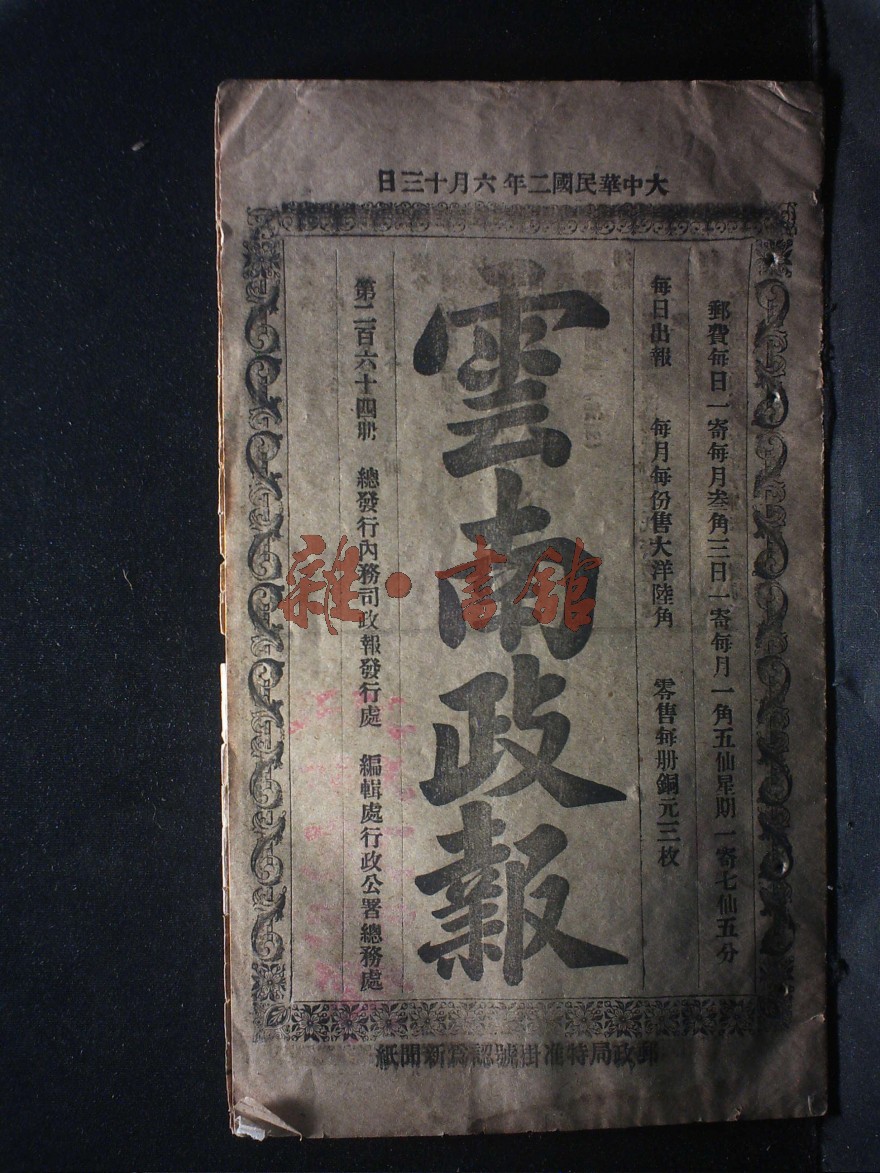 大中華民國二年六月十三日
郵費每日一寄每月叁角三日一寄每月一角五仙星期一寄七仙五分
每日出報 每月每份售大洋陸角 零售每册銅元三枚
雲南政報
第二百六十四册 總發行內務司政報發行處 編輯處行政公署總務處
郵政局特准掛號認爲新聞紙
雜·書館